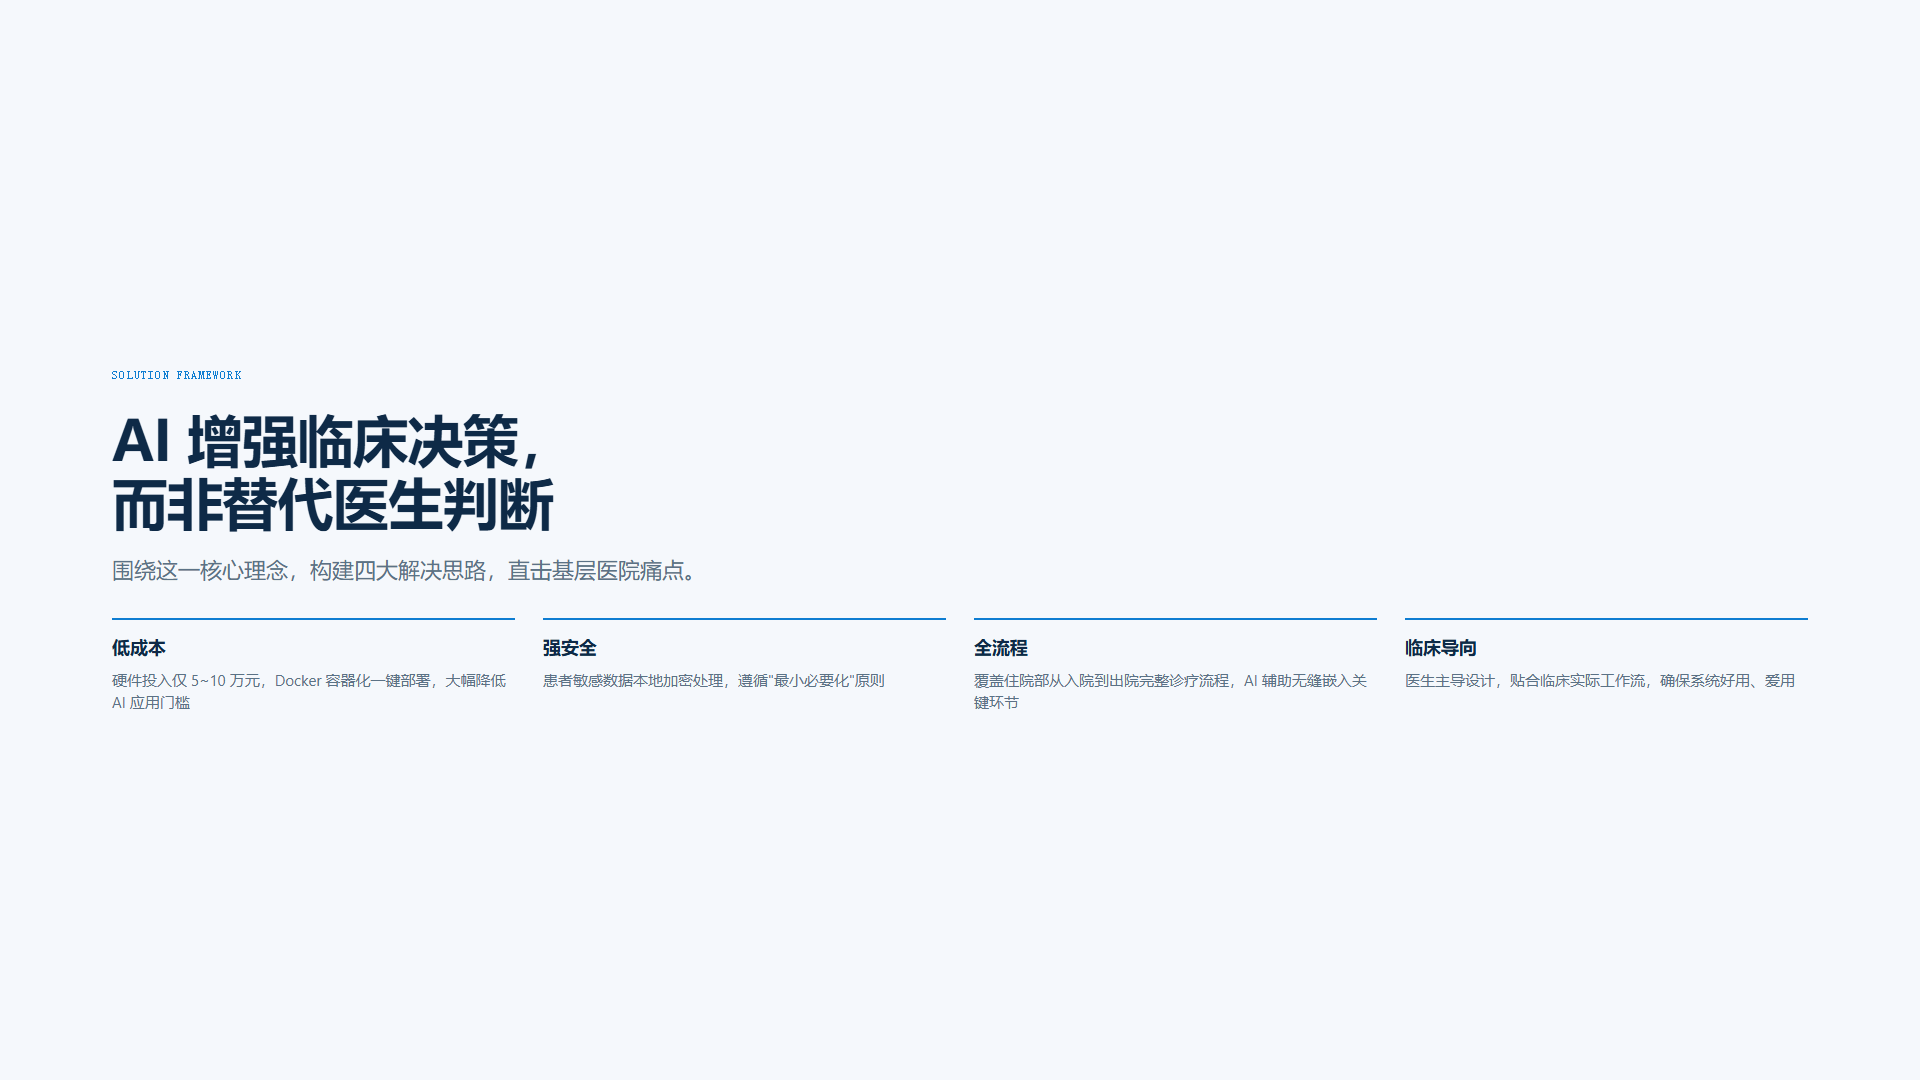 SOLUTION FRAMEWORK
AI 增强临床决策，
而非替代医生判断
围绕这一核心理念，构建四大解决思路，直击基层医院痛点。
低成本
硬件投入仅 5~10 万元，Docker 容器化一键部署，大幅降低
AI 应用门槛
强安全
患者敏感数据本地加密处理，遵循"最小必要化"原则
全流程
覆盖住院部从入院到出院完整诊疗流程，AI 辅助无缝嵌入关
键环节
临床导向
医生主导设计，贴合临床实际工作流，确保系统好用、爱用